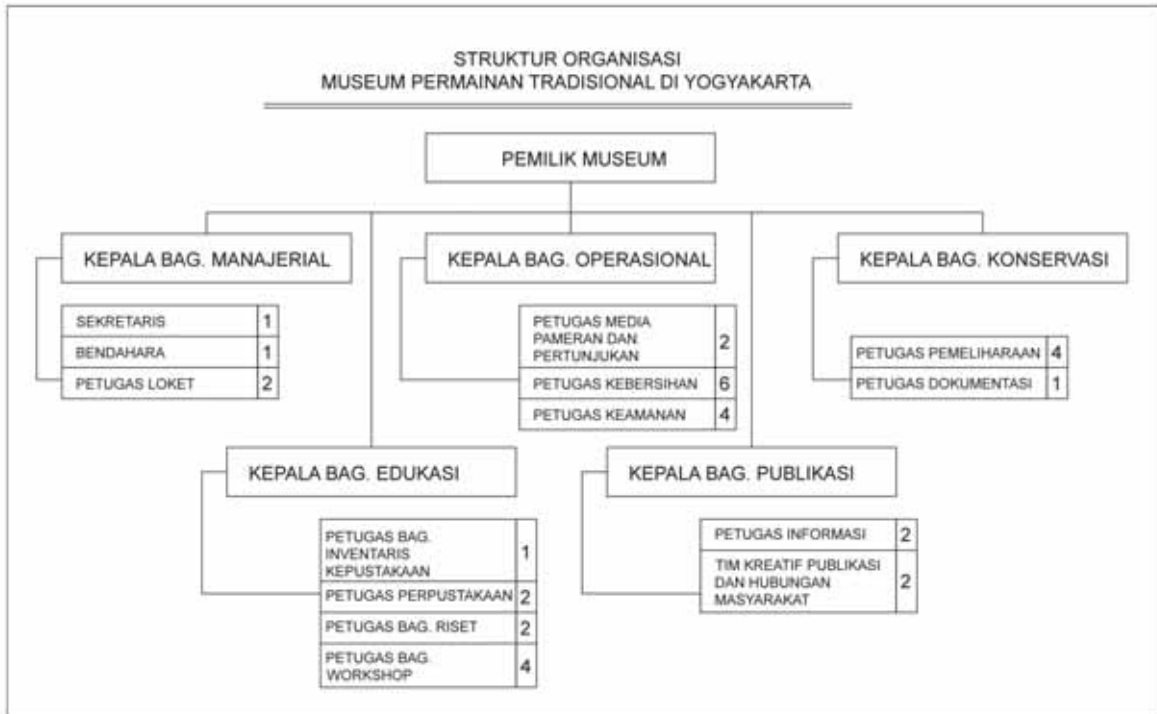 STRUKTUR ORGANISASI
MUSEUM PERMAINAN TRADISIONAL DI YOGYAKARTA
PEMILIK MUSEUM
KEPALA BAG. MANAJERIAL
SEKRETARIS 1
BENDAHARA 1
PETUGAS LOKET 2
KEPALA BAG. OPERASIONAL
PETUGAS MEDIA
PAMERAN DAN 2
PERTUNJUKAN
PETUGAS KEBERSIHAN 6
PETUGAS KEAMANAN 4
KEPALA BAG. KONSERVASI
PETUGAS PEMELIHARAAN 4
PETUGAS DOKUMENTASI 1
KEPALA BAG. EDUKASI
PETUGAS BAG.
INVENTARIS 1
KEPUSTAKAAN
PETUGAS PERPUSTAKAAN 2
PETUGAS BAG. RISET 2
PETUGAS BAG. 4
WORKSHOP
KEPALA BAG. PUBLIKASI
PETUGAS INFORMASI 2
TIM KREATIF PUBLIKASI
DAN HUBUNGAN 2
MASYARAKAT